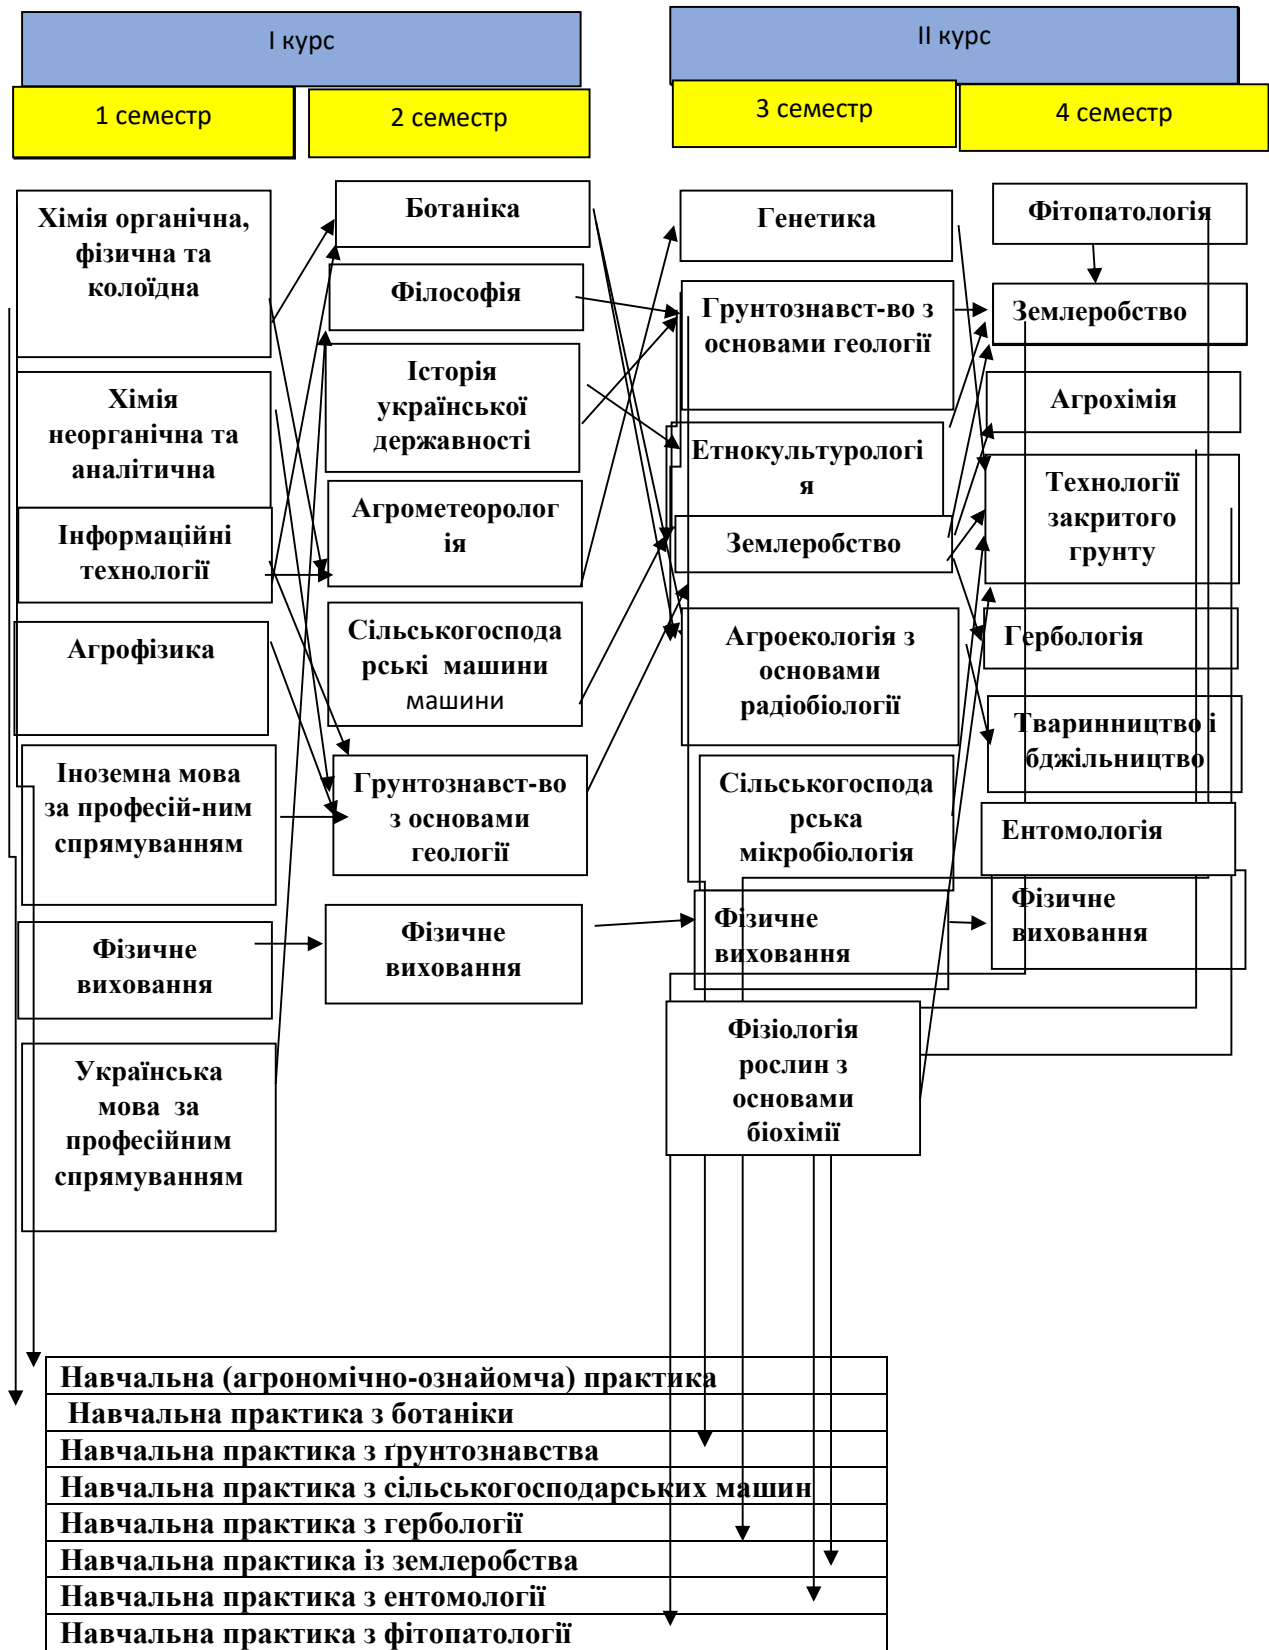 І курс
ІІ курс
1 семестр
2 семестр
3 семестр
4 семестр
Хімія органічна,
фізична та
колоїдна
Хімія
неорганічна та
аналітична
Інформаційні
технології
Агрофізика
Іноземна мова
за професій-ним
спрямуванням
Фізичне
виховання
Українська
мова за
професійним
спрямуванням
Ботаніка
Філософія
Історія
української
державності
Агрометеоролог
ія
Сільськогоспода
рські машини
машини
Грунтознавст-во
з основами
геології
Фізичне
виховання
Генетика
Грунтознавст-во з
основами геології
Етнокультурологі
я
Землеробство
Агроекологія з
основами
радіобіології
Сільськогоспода
рська
мікробіологія
Фізичне
виховання
Фізіологія
рослин з
основами
біохімії
Фітопатологія
Землеробство
Агрохімія
Технології
закритого
грунту
Гербологія
Тваринництво і
бджільництво
Ентомологія
Фізичне
виховання
Навчальна (агрономічно-ознайомча) практика
Навчальна практика з ботаніки
Навчальна практика з ґрунтознавства
Навчальна практика з сільськогосподарських машин
Навчальна практика з гербології
Навчальна практика із землеробства
Навчальна практика з ентомології
Навчальна практика з фітопатології